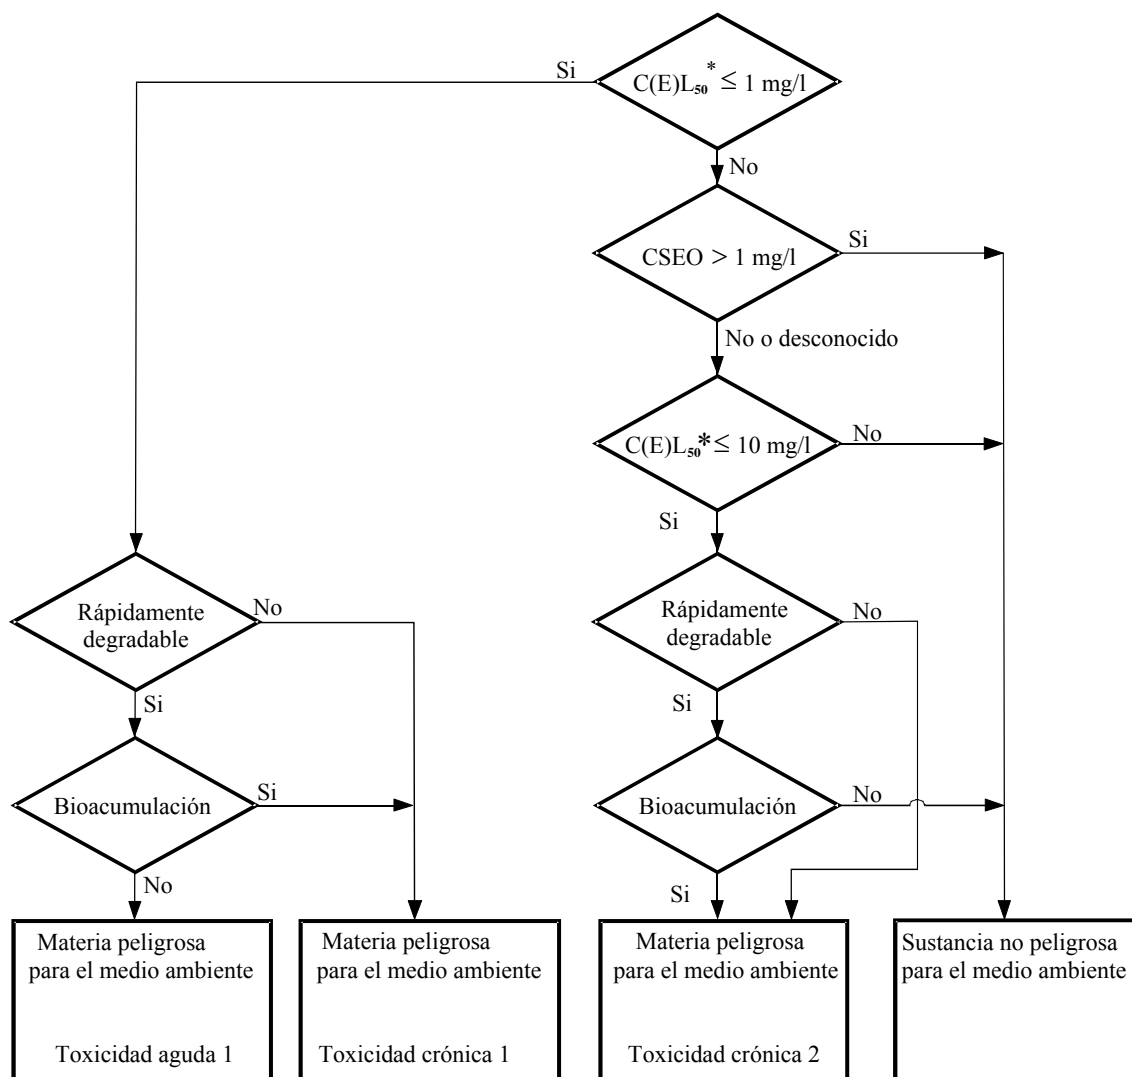 Si
C(E)L50* ≤ 1 mg/l
No
CSEO > 1 mg/l
Si
No o desconocido
C(E)L50* ≤ 10 mg/l
No
Si
Rápidamente
degradable
No
Si
Bioacumulación
Si
No
Rápidamente
degradable
No
Si
Bioacumulación
No
Si
Materia peligrosa
para el medio ambiente
Toxicidad aguda 1
Materia peligrosa
para el medio ambiente
Toxicidad crónica 1
Materia peligrosa
para el medio ambiente
Toxicidad crónica 2
Sustancia no peligrosa
para el medio ambiente